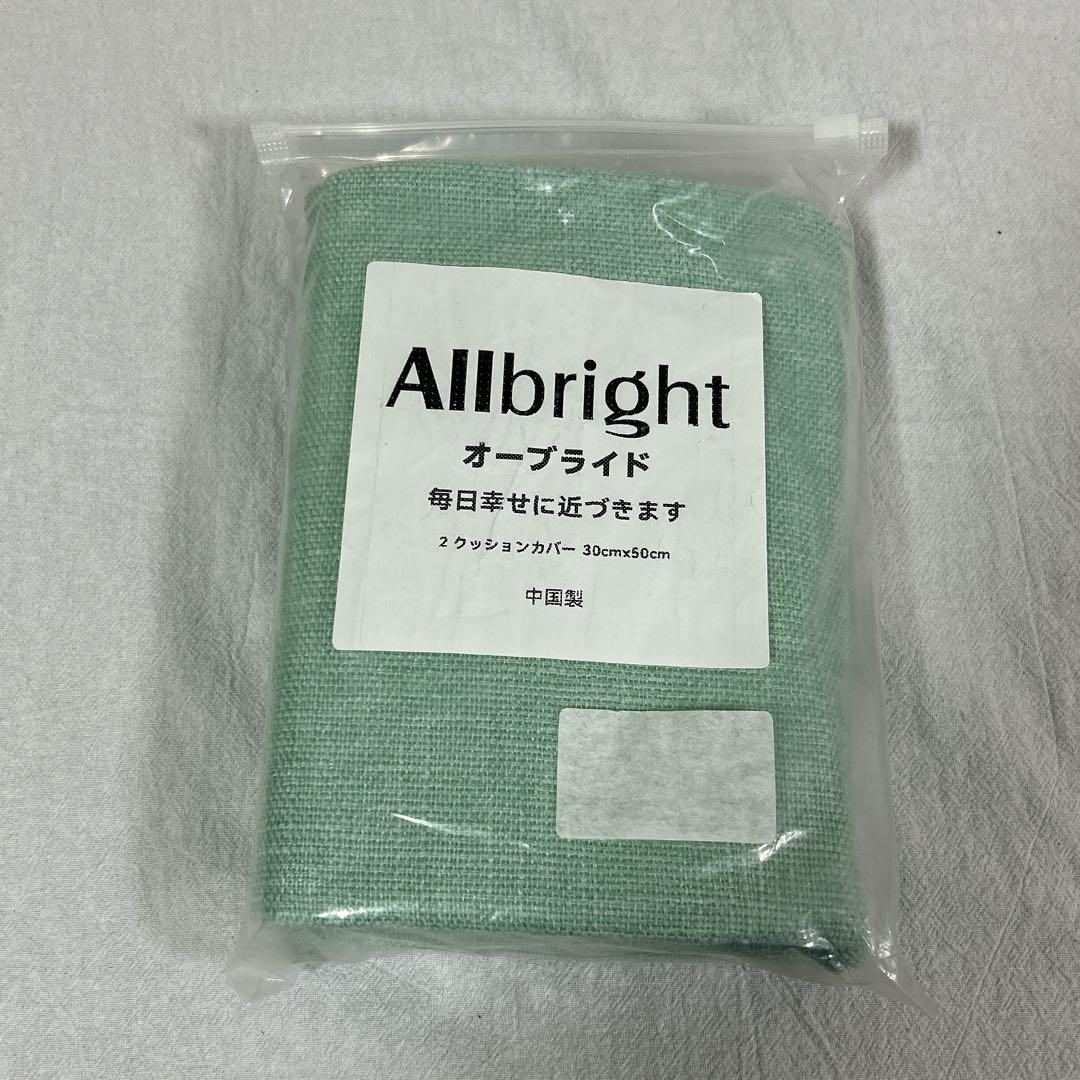 Allbright
オーブライド
毎日幸せに近づきます
2 クッションカバー 30cmx50cm
中国製